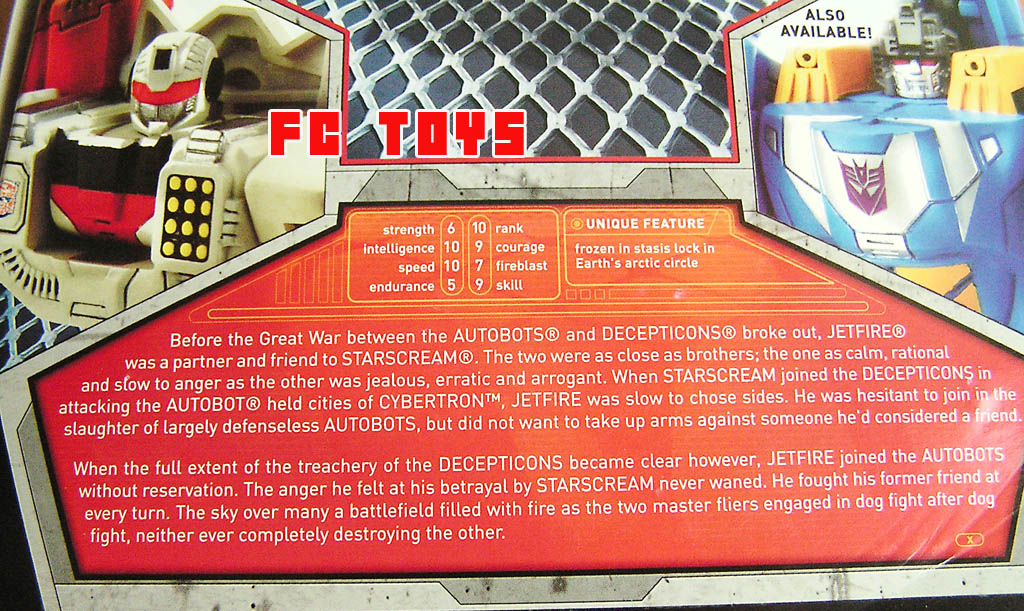 ALSO
AVAILABLE!
FC TOYS
strength 6 10 rank
intelligence 10 9 courage
speed 10 7 fireblast
endurance 5 9 skill
UNIQUE FEATURE
frozen in stasis lock in
Earth's arctic circle
Before the Great War between the AUTOBOTS® and DECEPTICONS® broke out, JETFIRE®
was a partner and friend to STARSCREAM®. The two were as close as brothers; the one as calm, rational
and slow to anger as the other was jealous, erratic and arrogant. When STARSCREAM joined the DECEPTICONS in
attacking the AUTOBOT® held cities of CYBERTRON™, JETFIRE was slow to chose sides. He was hesitant to join in the
slaughter of largely defenseless AUTOBOTS, but did not want to take up arms against someone he'd considered a friend.
When the full extent of the treachery of the DECEPTICONS became clear however, JETFIRE joined the AUTOBOTS
without reservation. The anger he felt at his betrayal by STARSCREAM never waned. He fought his former friend at
every turn. The sky over many a battlefield filled with fire as the two master fliers engaged in dog fight after dog
fight, neither ever completely destroying the other.
X